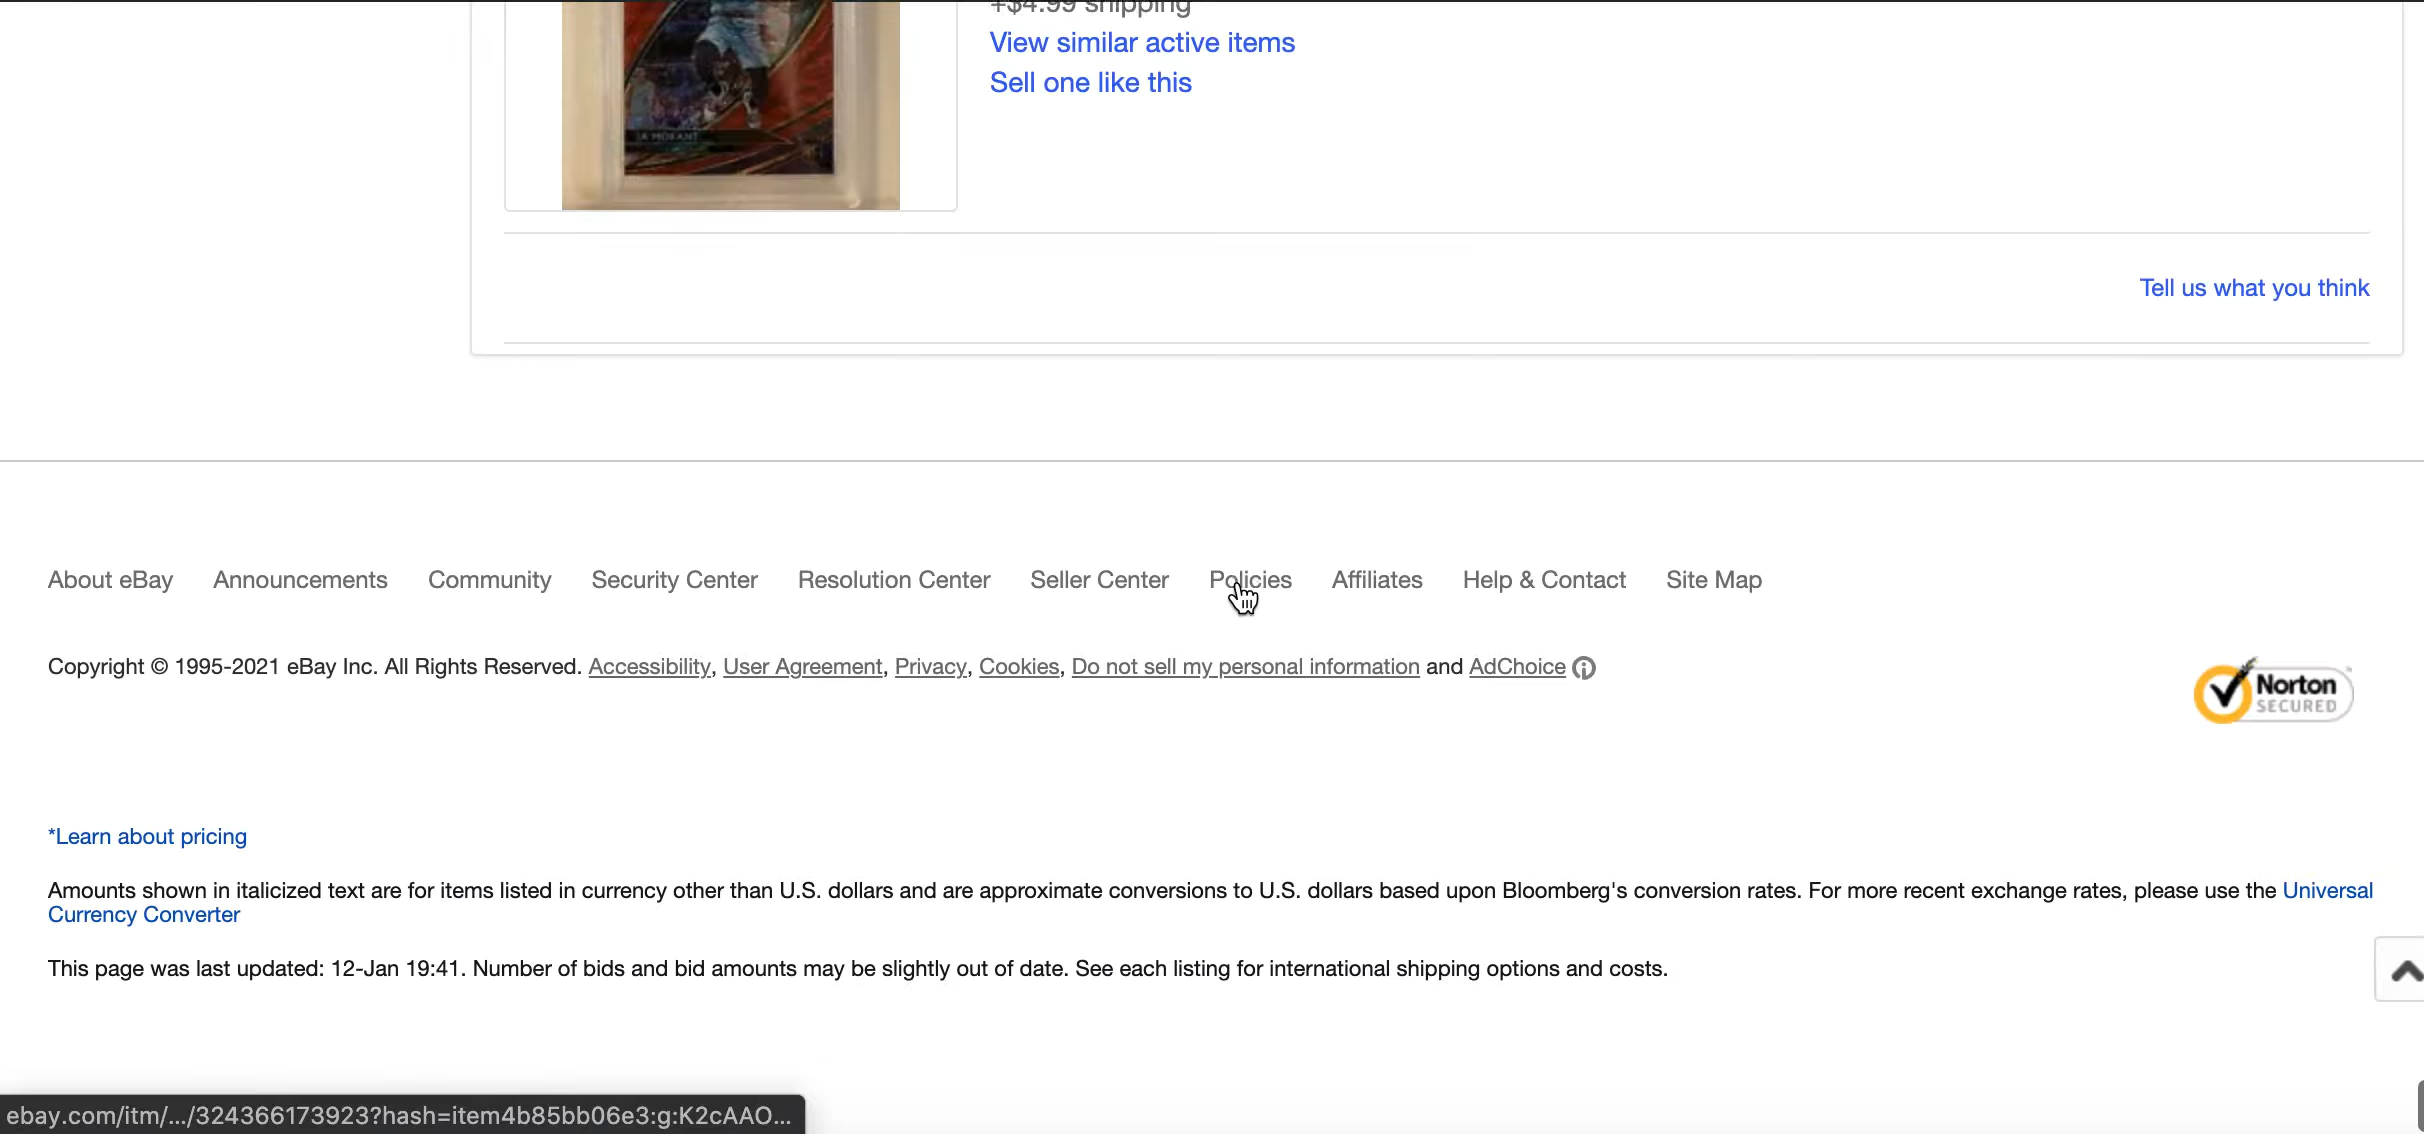 +$4.99 shipping
View similar active items
Sell one like this
JA MORANT
Tell us what you think
About eBay Announcements Community Security Center Resolution Center Seller Center Policies Affiliates Help & Contact Site Map
Copyright © 1995-2021 eBay Inc. All Rights Reserved. Accessibility, User Agreement, Privacy, Cookies, Do not sell my personal information and AdChoice
Norton
SECURED
*Learn about pricing
Amounts shown in italicized text are for items listed in currency other than U.S. dollars and are approximate conversions to U.S. dollars based upon Bloomberg's conversion rates. For more recent exchange rates, please use the Universal
Currency Converter
This page was last updated: 12-Jan 19:41. Number of bids and bid amounts may be slightly out of date. See each listing for international shipping options and costs.
ebay.com/itm/.../324366173923?hash=item4b85bb06e3:g:K2cAAO...